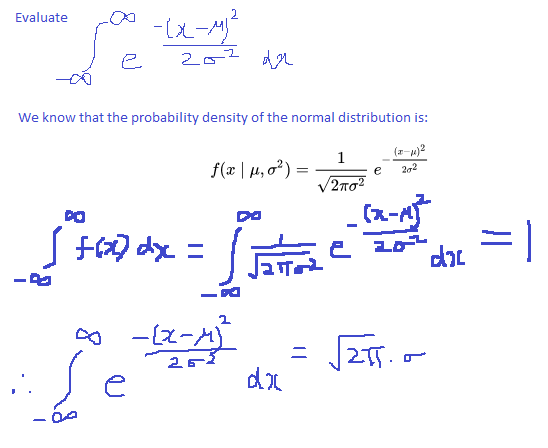 Evaluate ∫_{-∞}^{∞} e^{-(x-μ)²/2σ²} dx
We know that the probability density of the normal distribution is:
f(x | μ, σ²) = 1/√(2πσ²) e^{-(x-μ)²/2σ²}
∫_{-∞}^{∞} f(x) dx = ∫_{-∞}^{∞} 1/√(2πσ²) e^{-(x-μ)²/2σ²} dx = 1
∴ ∫_{-∞}^{∞} e^{-(x-μ)²/2σ²} dx = √2π . σ